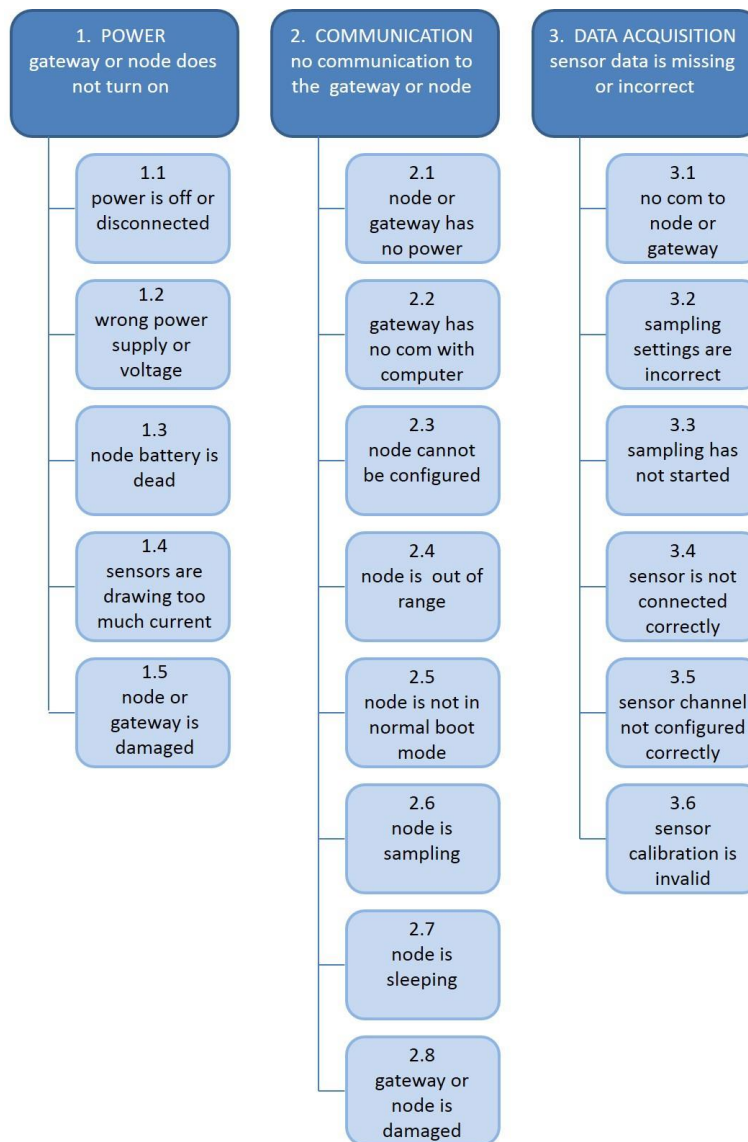 1. POWER
gateway or node does
not turn on
1.1
power is off or
disconnected
1.2
wrong power
supply or
voltage
1.3
node battery is
dead
1.4
sensors are
drawing too
much current
1.5
node or
gateway is
damaged
2. COMMUNICATION
no communication to
the gateway or node
2.1
node or
gateway has
no power
2.2
gateway has
no com with
computer
2.3
node cannot
be configured
2.4
node is out of
range
2.5
node is not in
normal boot
mode
2.6
node is
sampling
2.7
node is
sleeping
2.8
gateway or
node is
damaged
3. DATA ACQUISITION
sensor data is missing
or incorrect
3.1
no com to
node or
gateway
3.2
sampling
settings are
incorrect
3.3
sampling has
not started
3.4
sensor is not
connected
correctly
3.5
sensor channel
not configured
correctly
3.6
sensor
calibration is
invalid